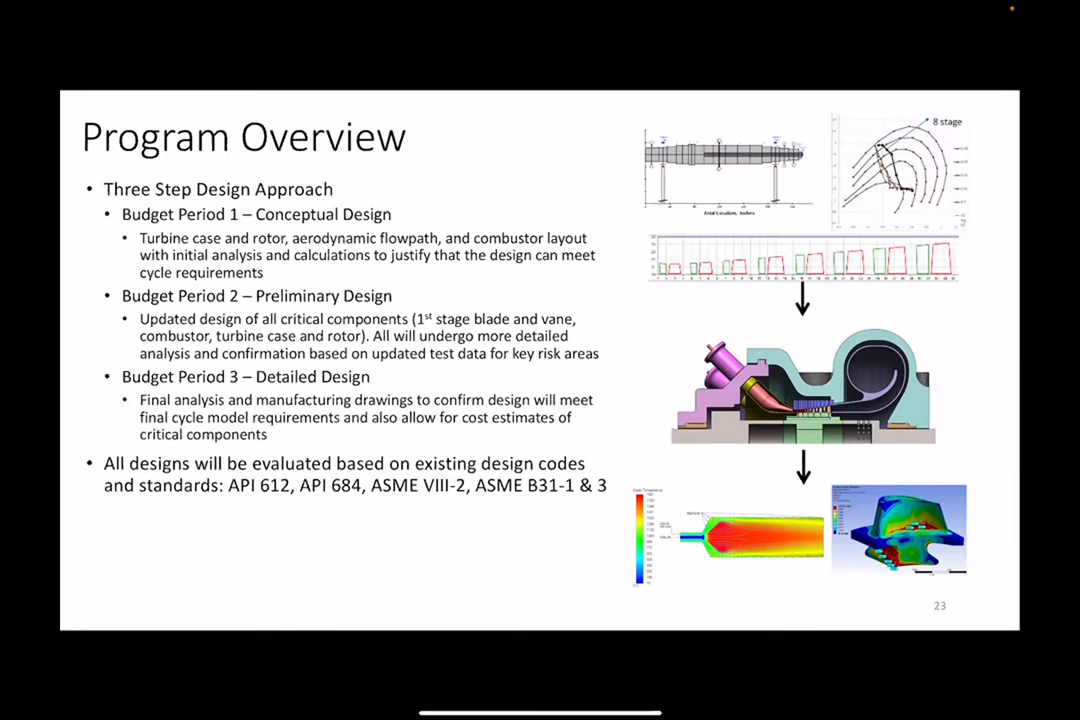 Program Overview
• Three Step Design Approach
• Budget Period 1 – Conceptual Design
• Turbine case and rotor, aerodynamic flowpath, and combustor layout
with initial analysis and calculations to justify that the design can meet
cycle requirements
• Budget Period 2 – Preliminary Design
• Updated design of all critical components (1st stage blade and vane,
combustor, turbine case and rotor). All will undergo more detailed
analysis and confirmation based on updated test data for key risk areas
• Budget Period 3 – Detailed Design
• Final analysis and manufacturing drawings to confirm design will meet
final cycle model requirements and also allow for cost estimates of
critical components
• All designs will be evaluated based on existing design codes
and standards: API 612, API 684, ASME VIII-2, ASME B31-1 & 3
8 stage
Axial Location, inches
23